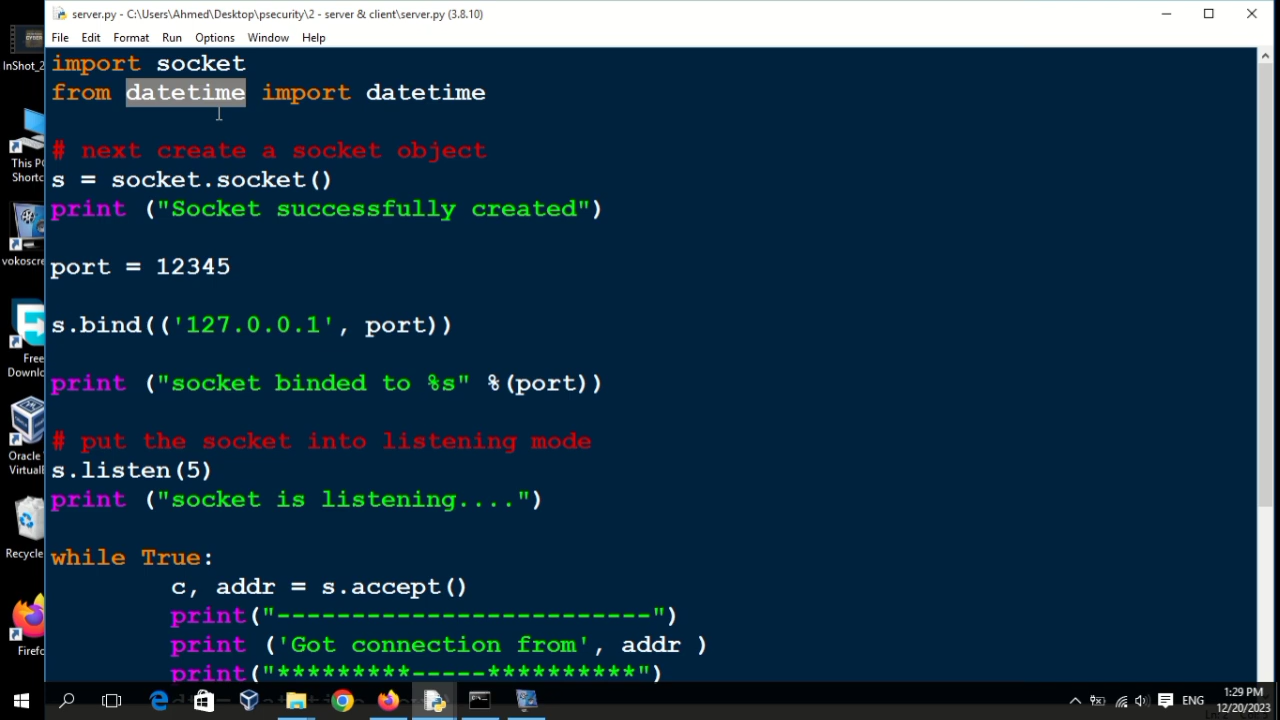 server.py - C:\Users\Ahmed\Desktop\psecurity\2 - server & client\server.py (3.8.10)
File Edit Format Run Options Window Help
import socket
from datetime import datetime
# next create a socket object
s = socket.socket()
print ("Socket successfully created")
port = 12345
s.bind(('127.0.0.1', port))
print ("socket binded to %s" %(port))
# put the socket into listening mode
s.listen(5)
print ("socket is listening....")
while True:
c, addr = s.accept()
print("-------------------------")
print ('Got connection from', addr )
print("*********-----**********")
InShot_2
This PC
Shortc
vokoscre
Free
Downlo
Oracle
VirtualB
Recycle
Firefo
ENG
1:29 PM
12/20/2023